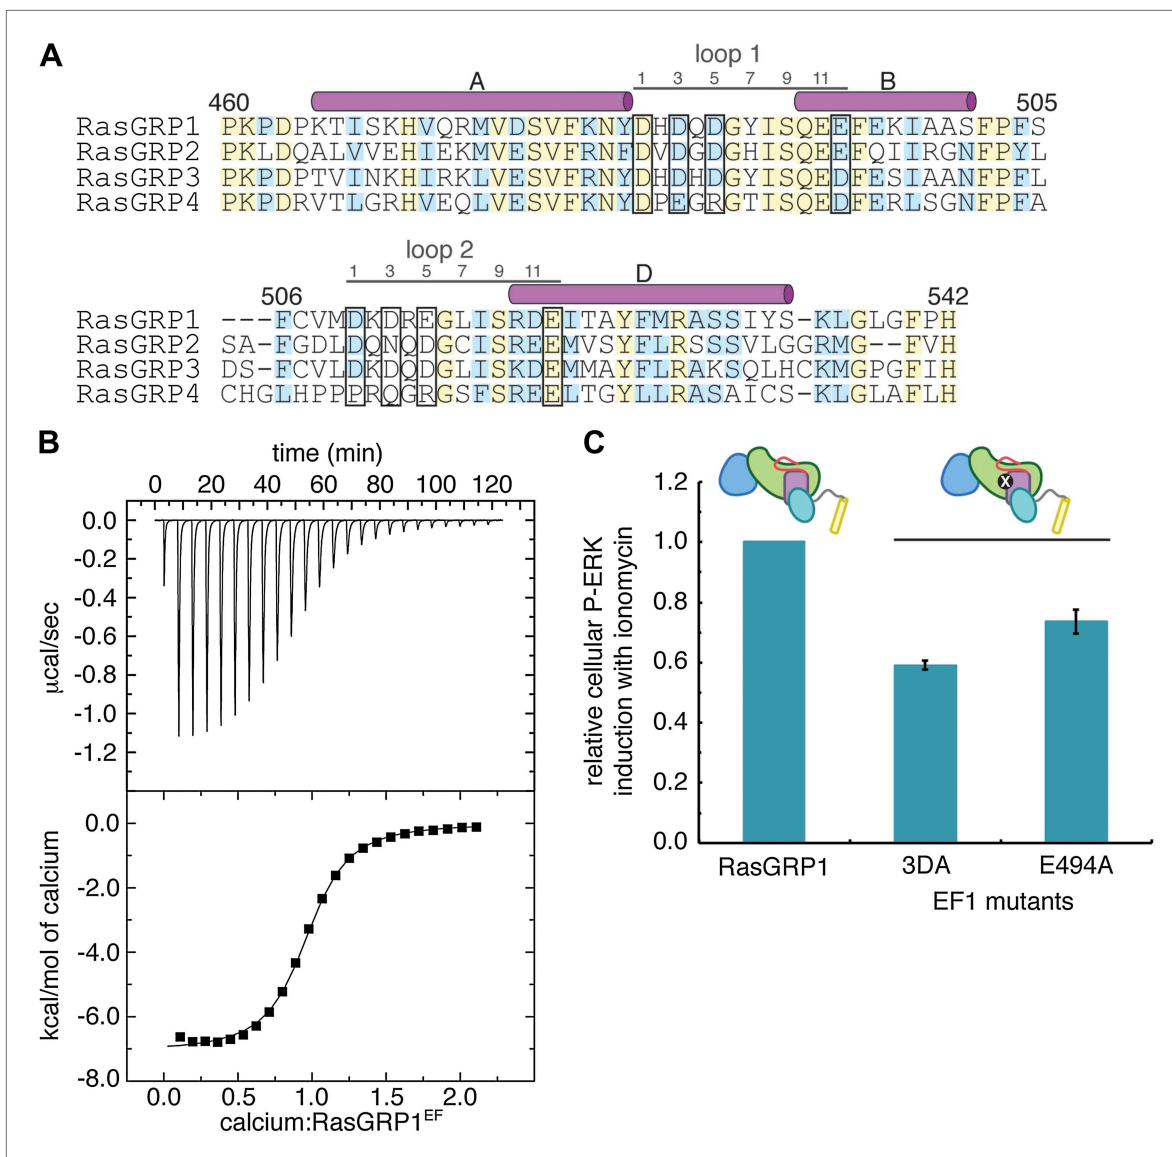 A
loop 1
A 1 3 5 7 9 11 B
460 505
RasGRP1 PKPDPKTISKHVQRMVDSVFKNYDHDQDGYISQEEFEKIAASFPFS
RasGRP2 PKLDQALVVEHIEKMVESVFRNFDVDGDGHISQEEFQIIRGNFPYL
RasGRP3 PKPDPTVINKHIRKLVESVFRNYDHDHDGYISQEDFESIAANFPFL
RasGRP4 PKPDRVTLGRHVEQLVESVFKNYDPEGRGTISQEDFERLSGNFPFA
loop 2
1 3 5 7 9 11 D
506 542
RasGRP1 ---FCVMDKDREGLISRDEITAYFMRASSIYS-KLGLGFPH
RasGRP2 SA-FGDLDQNQDGCISREEMVSYFLRSSSVLGGRMG--FVH
RasGRP3 DS-FCVLDKDQDGLISKDEMMAYFLRAKSQLHCKMGPGFIH
RasGRP4 CHGLHPPPRQGRGSFSREELTGYLLRASAICS-KLGLAFLH
B
time (min)
0 20 40 60 80 100 120
0.0
-0.2
-0.4
-0.6
-0.8
-1.0
-1.2
µcal/sec
0.0
-2.0
-4.0
-6.0
-8.0
kcal/mol of calcium
0.0 0.5 1.0 1.5 2.0
calcium:RasGRP1EF
C
X
relative cellular P-ERK
induction with ionomycin
1.2
1.0
0.8
0.6
0.4
0.2
0.0
RasGRP1 3DA E494A
EF1 mutants